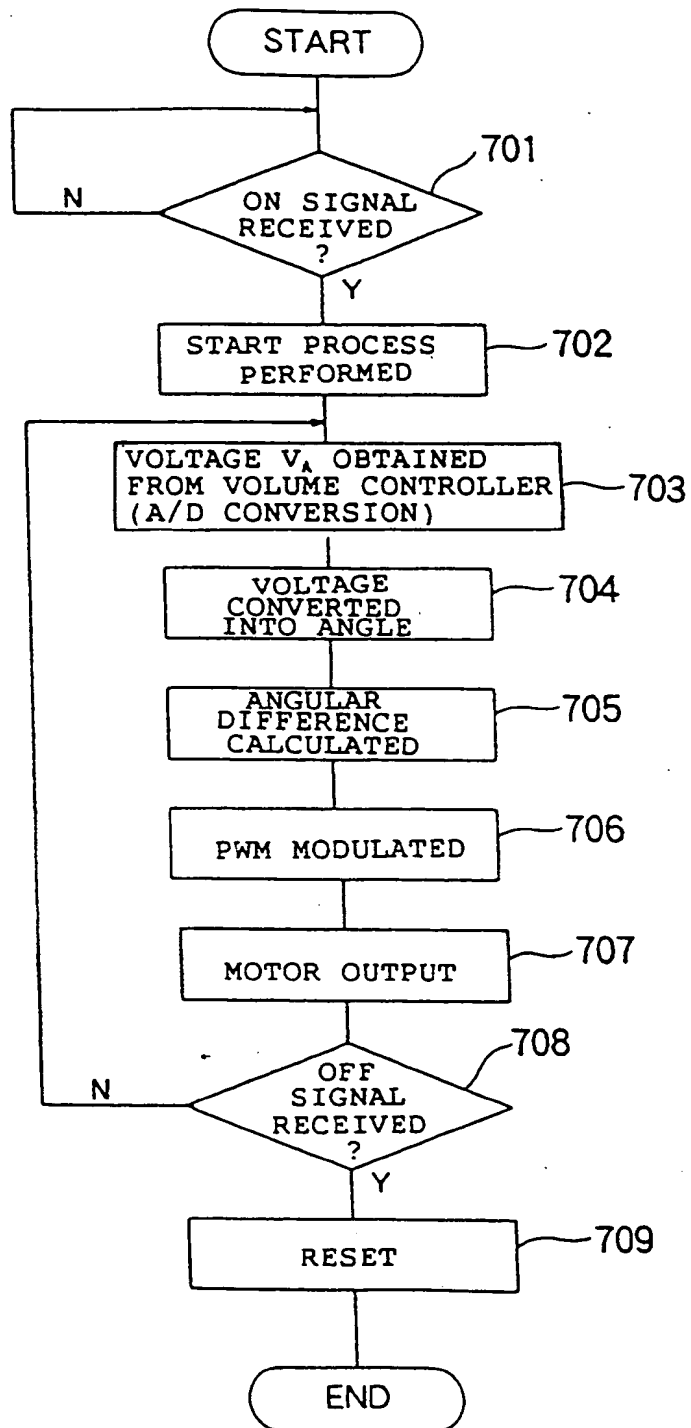 START
701
N
ON SIGNAL
RECEIVED
?
Y
START PROCESS
PERFORMED
702
VOLTAGE VA OBTAINED
FROM VOLUME CONTROLLER
(A/D CONVERSION)
703
VOLTAGE
CONVERTED
INTO ANGLE
704
ANGULAR
DIFFERENCE
CALCULATED
705
PWM MODULATED
706
MOTOR OUTPUT
707
708
N
OFF
SIGNAL
RECEIVED
?
Y
RESET
709
END